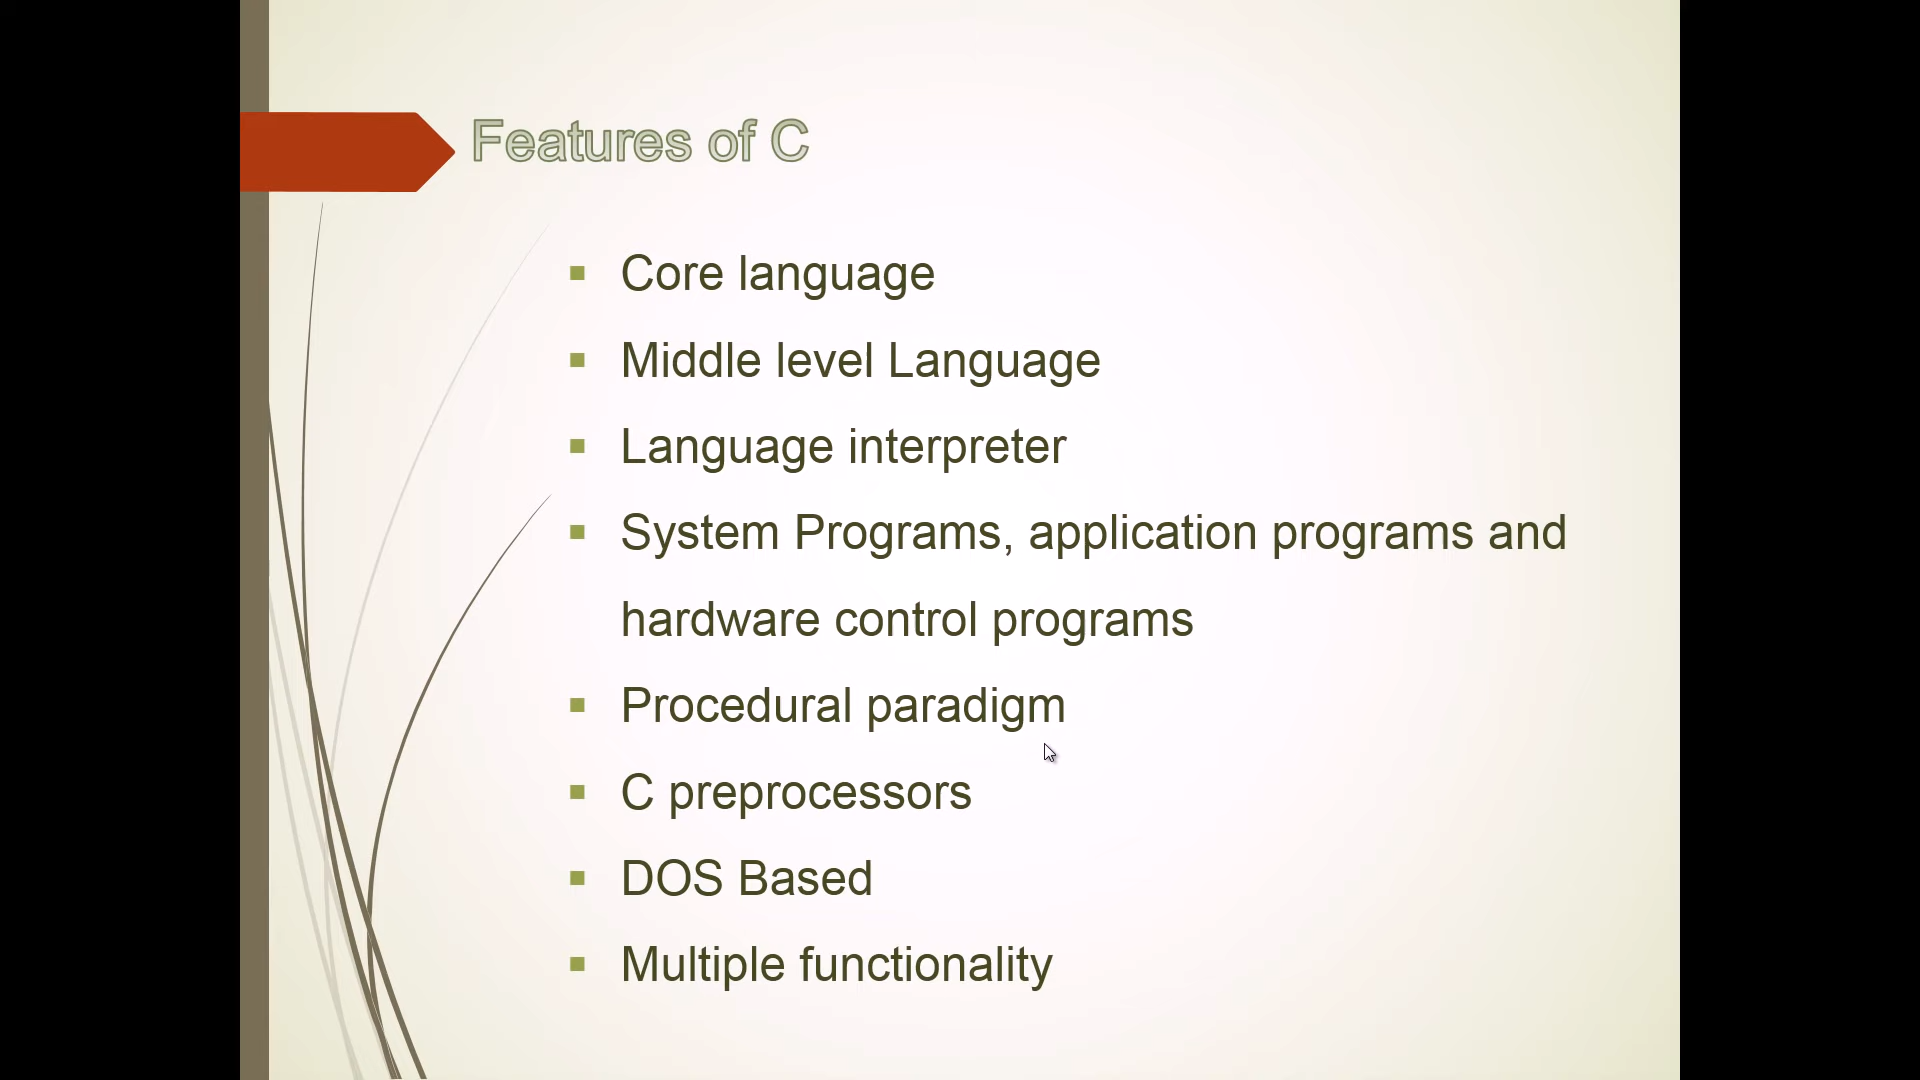 Features of C
Core language
Middle level Language
Language interpreter
System Programs, application programs and
hardware control programs
Procedural paradigm
C preprocessors
DOS Based
Multiple functionality